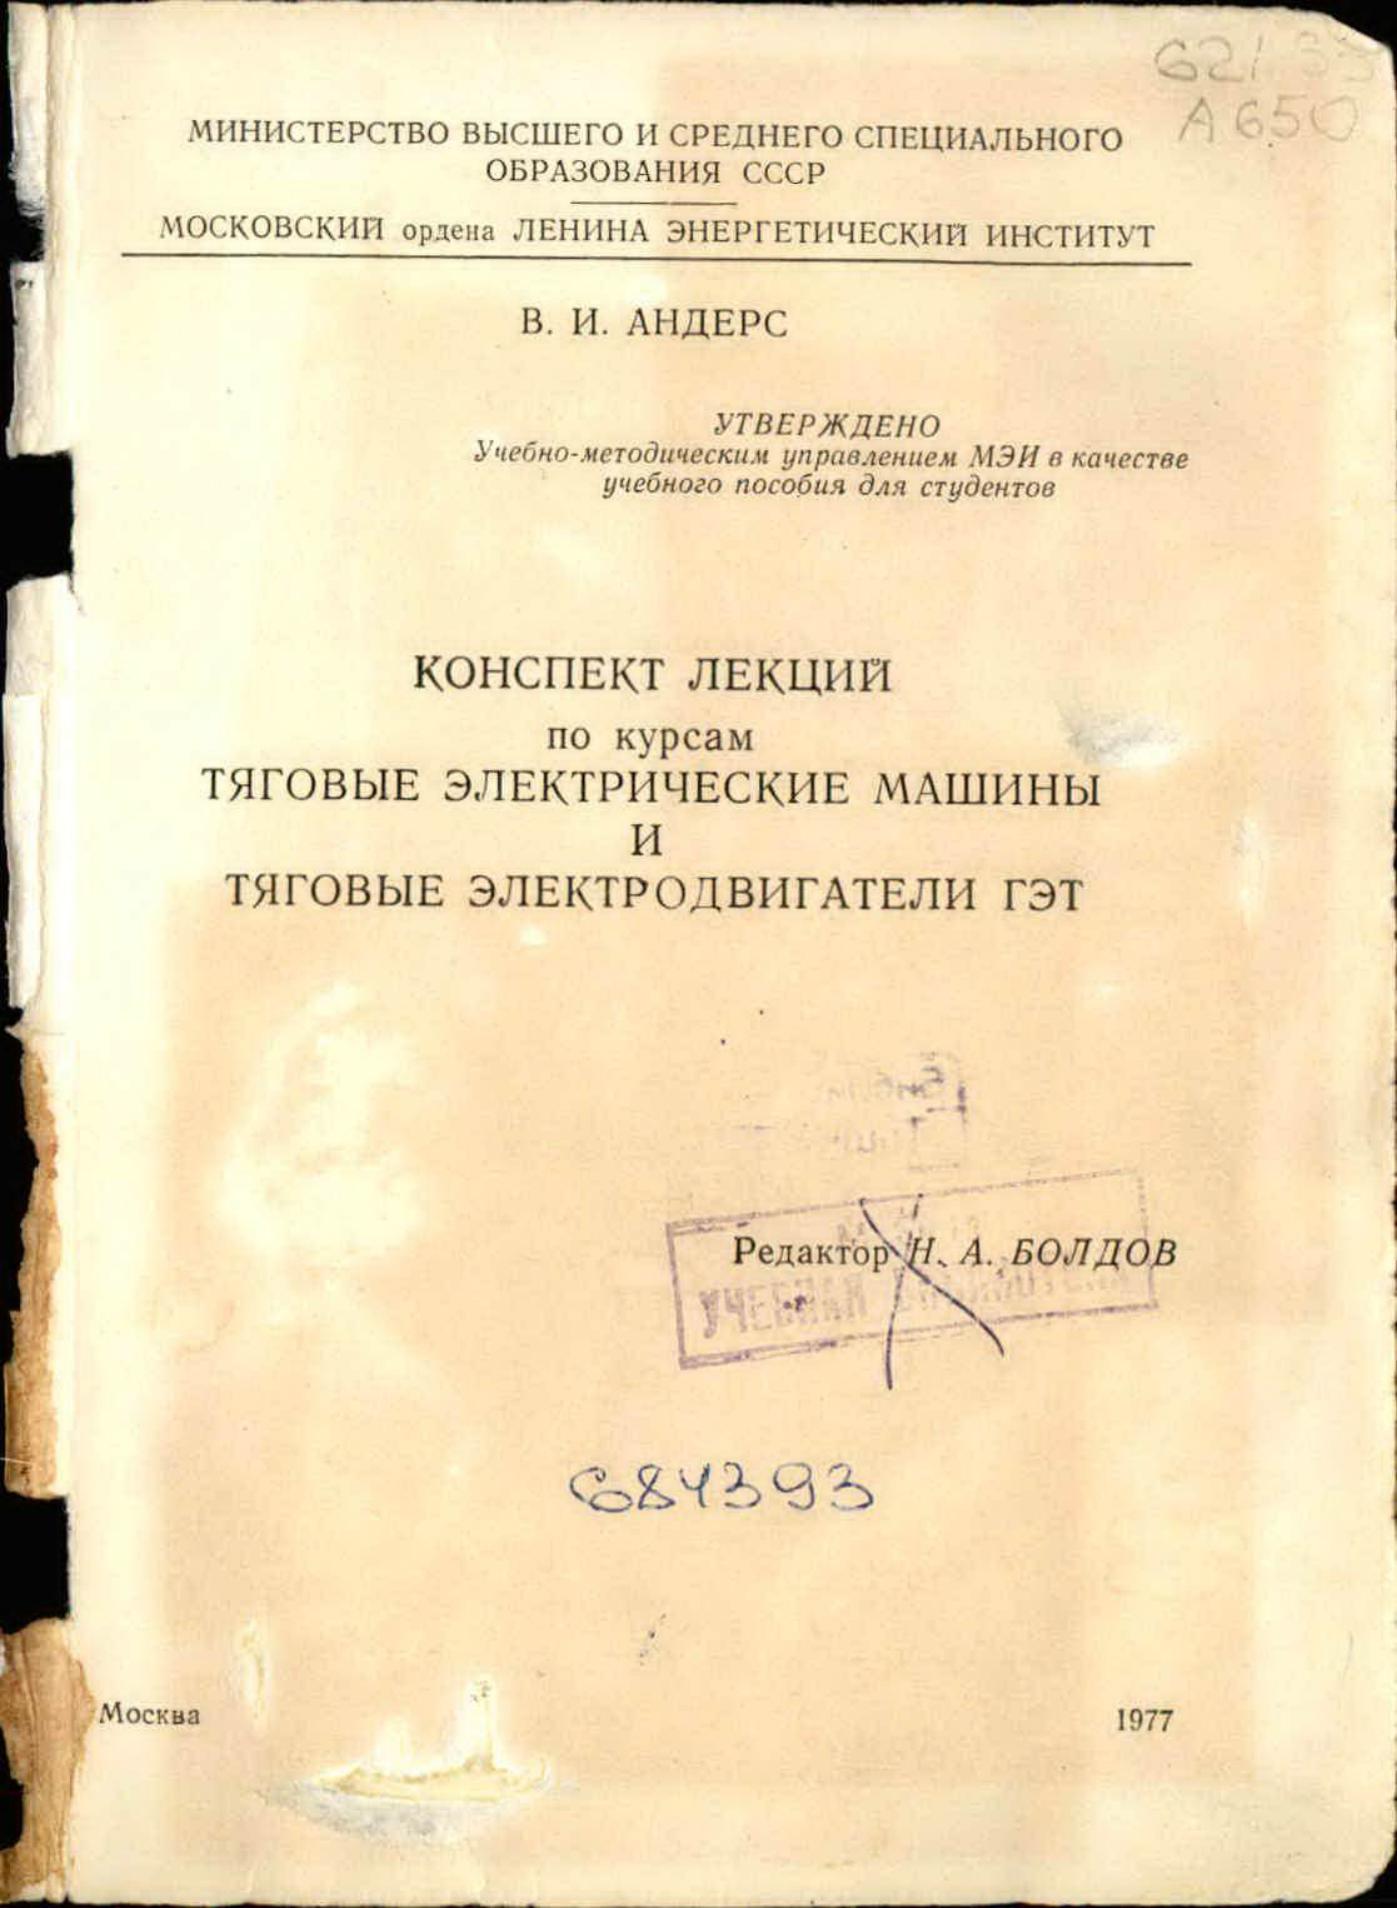 621.33
А650
МИНИСТЕРСТВО ВЫСШЕГО И СРЕДНЕГО СПЕЦИАЛЬНОГО
ОБРАЗОВАНИЯ СССР
МОСКОВСКИЙ ордена ЛЕНИНА ЭНЕРГЕТИЧЕСКИЙ ИНСТИТУТ
В. И. АНДЕРС
УТВЕРЖДЕНО
Учебно-методическим управлением МЭИ в качестве
учебного пособия для студентов
КОНСПЕКТ ЛЕКЦИЙ
по курсам
ТЯГОВЫЕ ЭЛЕКТРИЧЕСКИЕ МАШИНЫ
И
ТЯГОВЫЕ ЭЛЕКТРОДВИГАТЕЛИ ГЭТ
Редактор Н. А. БОЛДОВ
УЧЕБНАЯ
684393
Москва 1977